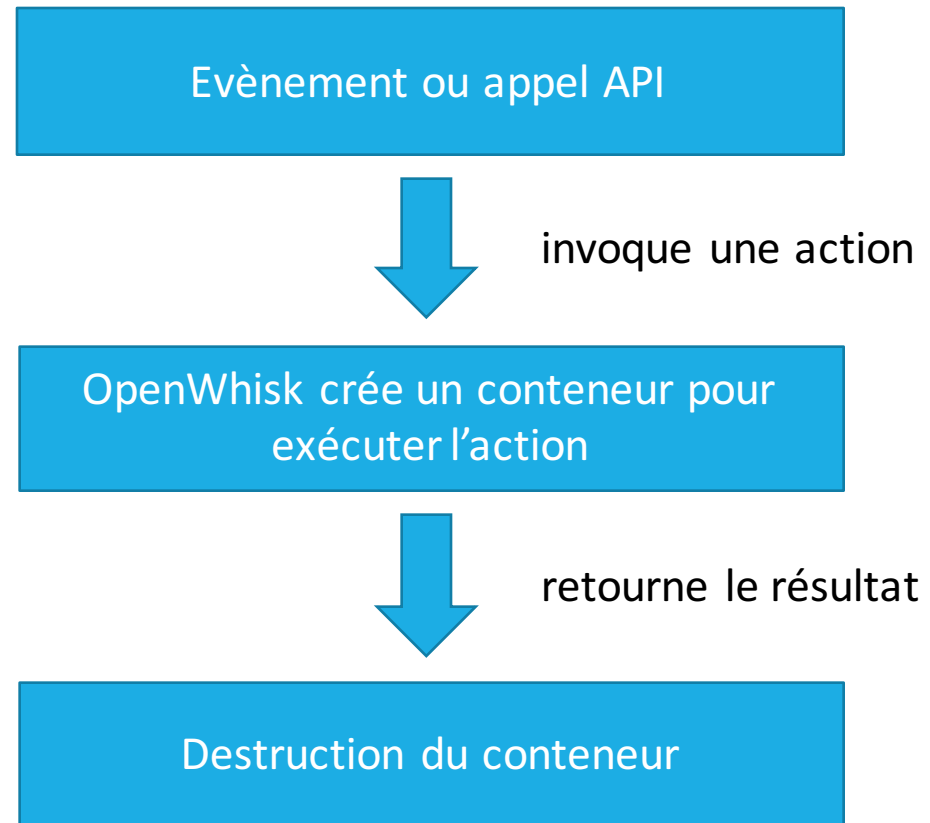 Evènement ou appel API
invoque une action
OpenWhisk crée un conteneur pour
exécuter l’action
retourne le résultat
Destruction du conteneur